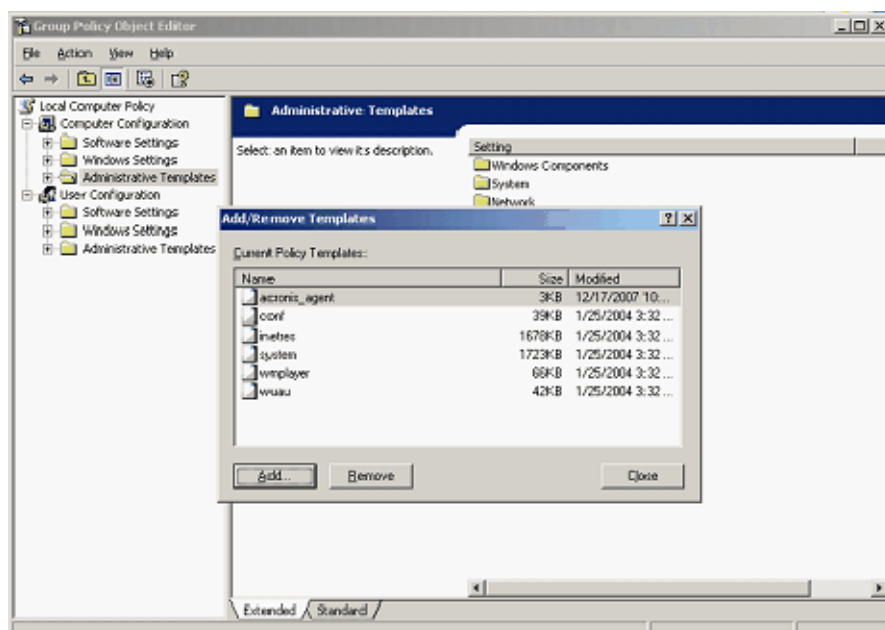 Group Policy Object Editor
File Action View Help
Local Computer Policy
Computer Configuration
Software Settings
Windows Settings
Administrative Templates
User Configuration
Software Settings
Windows Settings
Administrative Templates
Administrative Templates
Select an item to view its description.
Setting
Windows Components
System
Network
Add/Remove Templates
Current Policy Templates:
Name Size Modified
acronis_agent 3KB 12/17/2007 10:...
conf 39KB 1/25/2004 3:32 ...
inetres 1678KB 1/25/2004 3:32 ...
system 1723KB 1/25/2004 3:32 ...
wmplayer 66KB 1/25/2004 3:32 ...
wuau 42KB 1/25/2004 3:32 ...
Add... Remove Close
Extended Standard